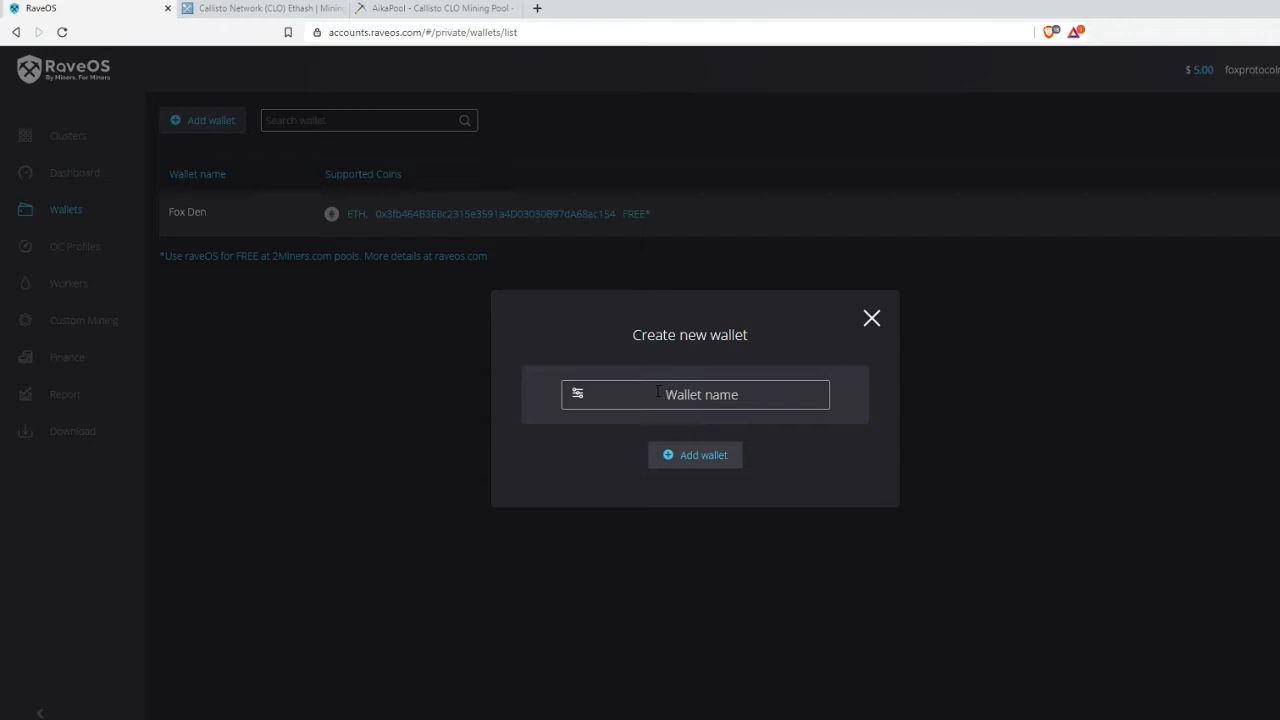 RaveOS
Callisto Network (CLO) Ethash | Mining
AikaPool - Callisto CLO Mining Pool -
accounts.raveos.com/#/private/wallets/list
RaveOS
By Miners. For Miners
$ 5.00
foxprotocoln
Add wallet
Search wallet
Clusters
Dashboard
Wallets
OC Profiles
Workers
Custom Mining
Finance
Report
Download
Wallet name
Supported Coins
Fox Den
ETH, 0x3fb464B3E8c2315e3591a4D03030B97dA68ac154 FREE*
*Use raveOS for FREE at 2Miners.com pools. More details at raveos.com
Create new wallet
Wallet name
Add wallet